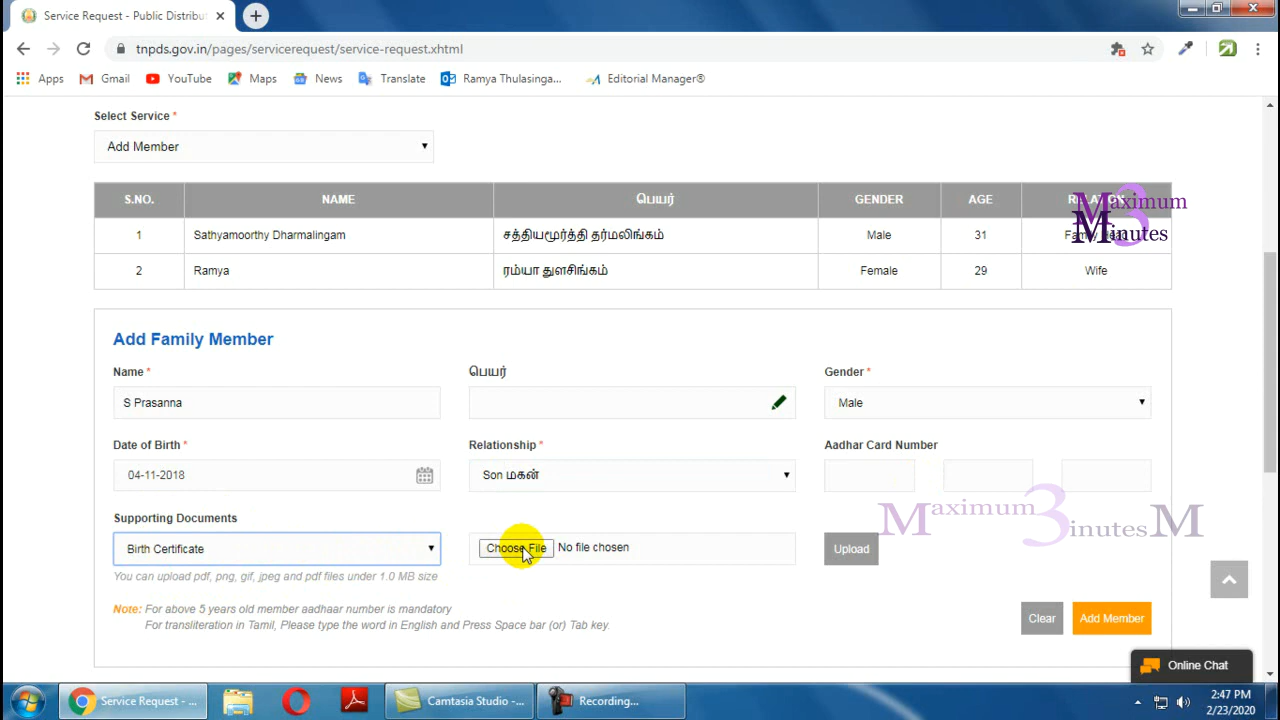 Service Request - Public Distribut
tnpds.gov.in/pages/servicerequest/service-request.xhtml
Apps Gmail YouTube Maps News Translate Ramya Thulasinga... Editorial Manager®
Select Service *
Add Member
S.NO. NAME பெயர் GENDER AGE
1 Sathyamoorthy Dharmalingam சத்தியமூர்த்தி தர்மலிங்கம் Male 31
2 Ramya ரம்யா துளசிங்கம் Female 29 Wife
Maximum 3 Minutes
Add Family Member
Name * பெயர் Gender *
S Prasanna Male
Date of Birth * Relationship * Aadhar Card Number
04-11-2018 Son மகன்
Maximum 3 inutesM
Supporting Documents
Birth Certificate Choose File No file chosen Upload
You can upload pdf, png, gif, jpeg and pdf files under 1.0 MB size
Note: For above 5 years old member aadhaar number is mandatory
For transliteration in Tamil, Please type the word in English and Press Space bar (or) Tab key.
Clear Add Member
Online Chat
Service Request - ... Camtasia Studio -... Recording...
2:47 PM
2/23/2020